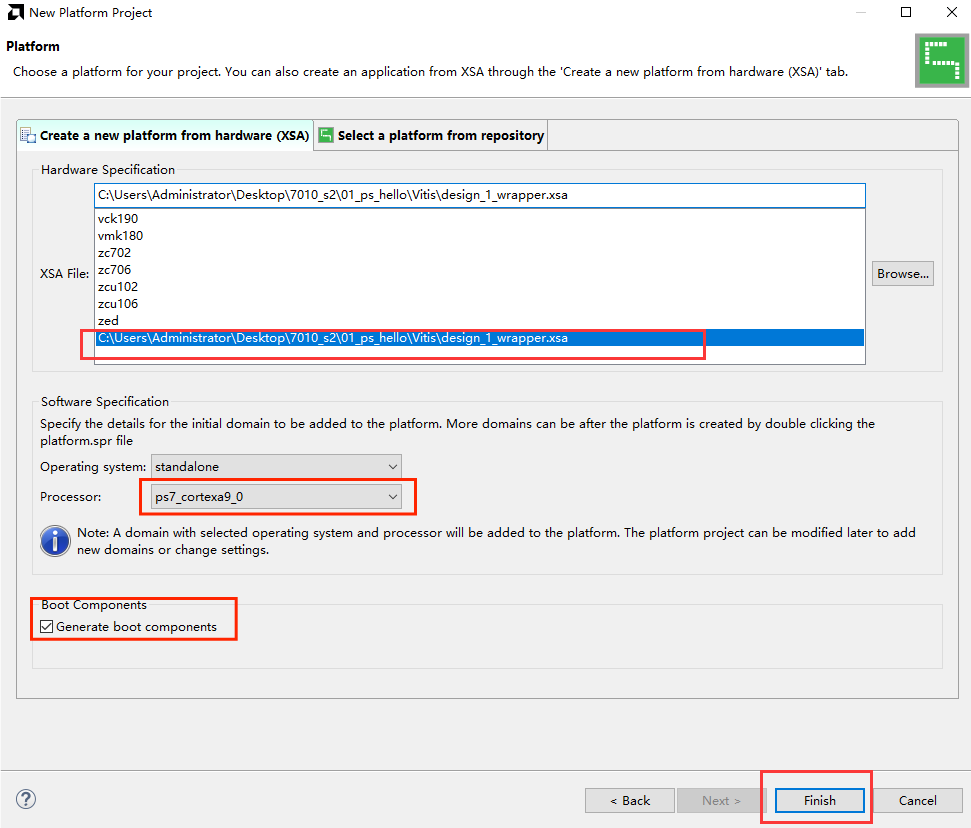 New Platform Project
Platform
Choose a platform for your project. You can also create an application from XSA through the 'Create a new platform from hardware (XSA)' tab.
Create a new platform from hardware (XSA)
Select a platform from repository
Hardware Specification
C:\Users\Administrator\Desktop\7010_s2\01_ps_hello\Vitis\design_1_wrapper.xsa
vck190
vmk180
zc702
zc706
zcu102
zcu106
zed
C:\Users\Administrator\Desktop\7010_s2\01_ps_hello\Vitis\design_1_wrapper.xsa
XSA File:
Browse...
Software Specification
Specify the details for the initial domain to be added to the platform. More domains can be after the platform is created by double clicking the
platform.spr file
Operating system: standalone
Processor: ps7_cortexa9_0
Note: A domain with selected operating system and processor will be added to the platform. The platform project can be modified later to add
new domains or change settings.
Boot Components
Generate boot components
?
< Back
Next >
Finish
Cancel